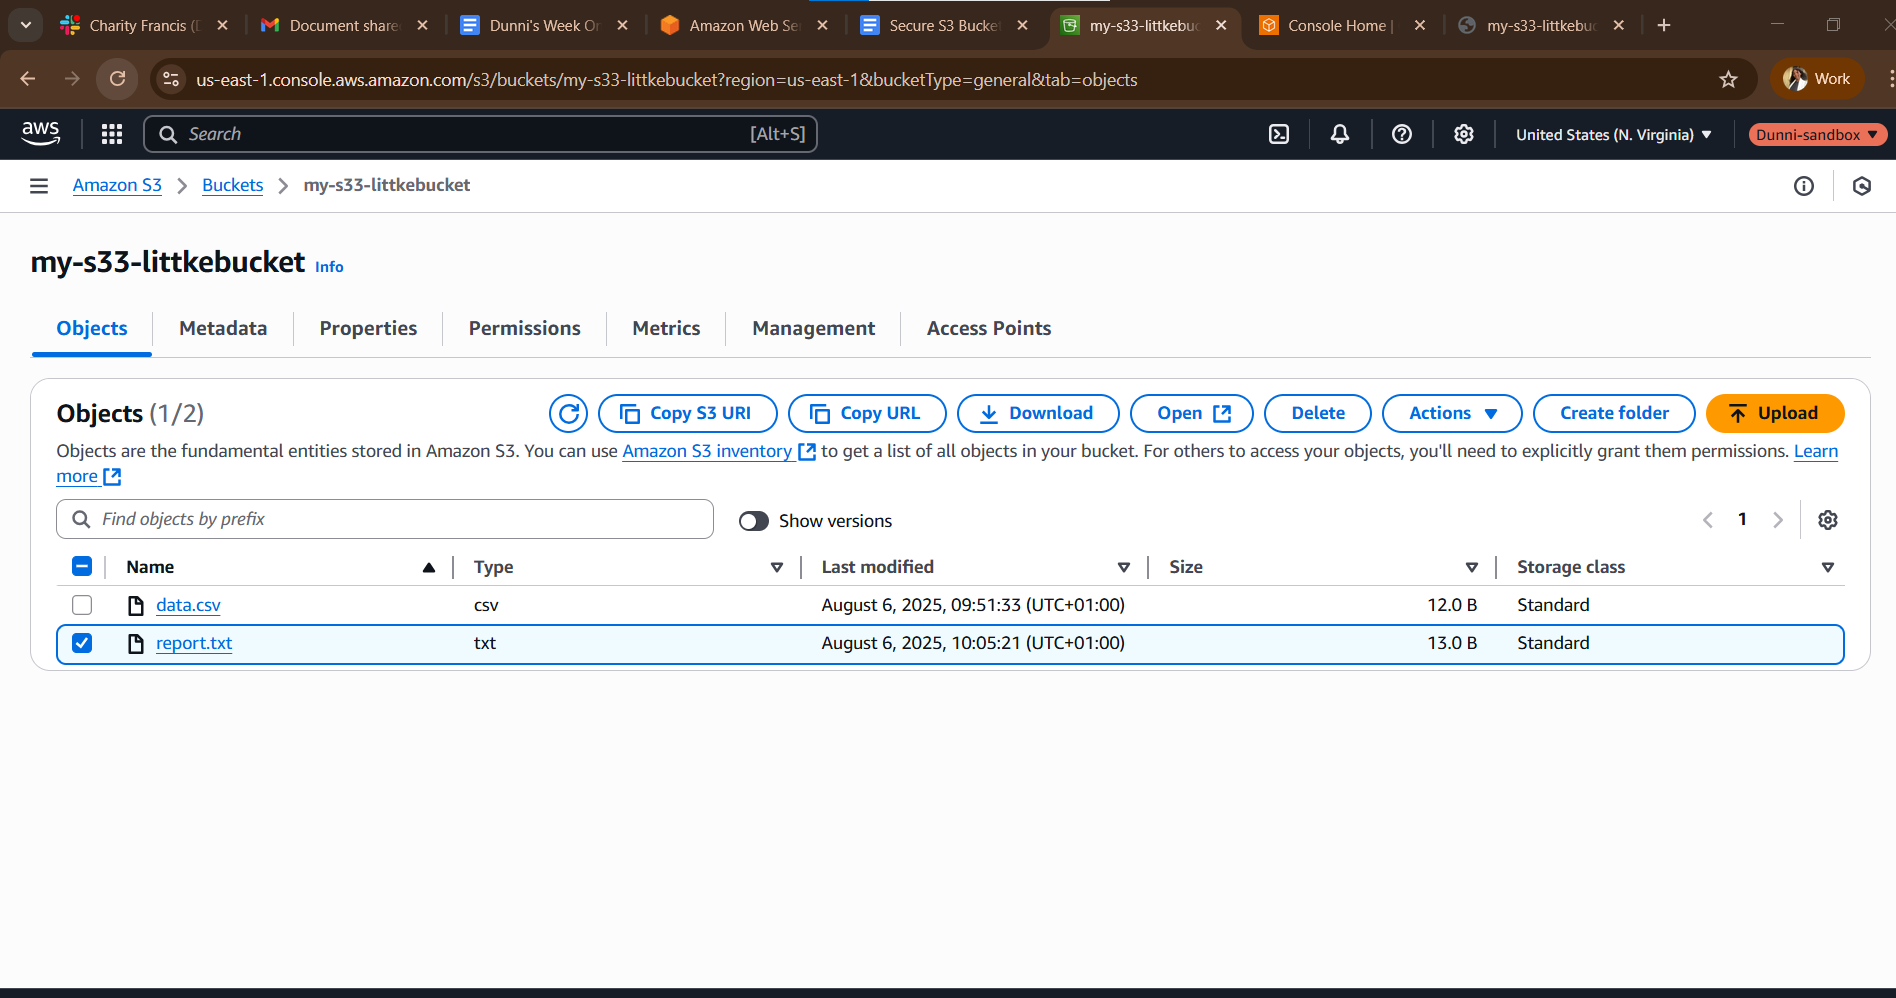 Charity Francis (D
Document share
Dunni's Week On
Amazon Web Ser
Secure S3 Bucket
my-s33-littkebuc
Console Home |
my-s33-littkebuc
us-east-1.console.aws.amazon.com/s3/buckets/my-s33-littkebucket?region=us-east-1&bucketType=general&tab=objects
Work
aws
Search
[Alt+S]
United States (N. Virginia)
Dunni-sandbox
Amazon S3
Buckets
my-s33-littkebucket
my-s33-littkebucket Info
Objects
Metadata
Properties
Permissions
Metrics
Management
Access Points
Objects (1/2)
Copy S3 URI
Copy URL
Download
Open
Delete
Actions
Create folder
Upload
Objects are the fundamental entities stored in Amazon S3. You can use Amazon S3 inventory to get a list of all objects in your bucket. For others to access your objects, you'll need to explicitly grant them permissions. Learn
more
Find objects by prefix
Show versions
1
Name
Type
Last modified
Size
Storage class
data.csv
csv
August 6, 2025, 09:51:33 (UTC+01:00)
12.0 B
Standard
report.txt
txt
August 6, 2025, 10:05:21 (UTC+01:00)
13.0 B
Standard